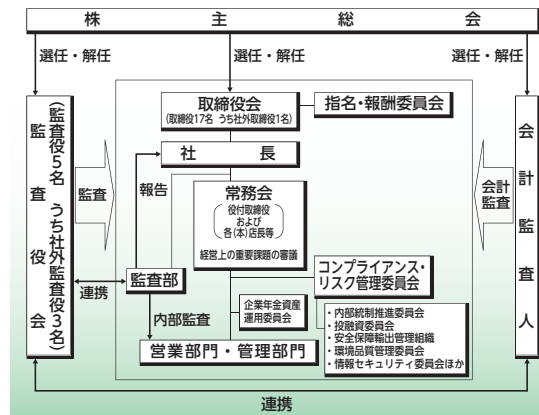 株主総会
選任・解任
選任・解任
選任・解任
取締役会
(取締役17名 うち社外取締役1名)
指名・報酬委員会
監査役会
(監査役5名 うち社外監査役3名)
監査
社長
報告
常務会
役付取締役
および
各(本)店長等
経営上の重要課題の審議
会計
監査
会計監査人
コンプライアンス・
リスク管理委員会
監査部
連携
企業年金資産
運用委員会
内部監査
・内部統制推進委員会
・投融資委員会
・安全保障輸出管理組織
・環境品質管理委員会
・情報セキュリティ委員会ほか
営業部門・管理部門
連携